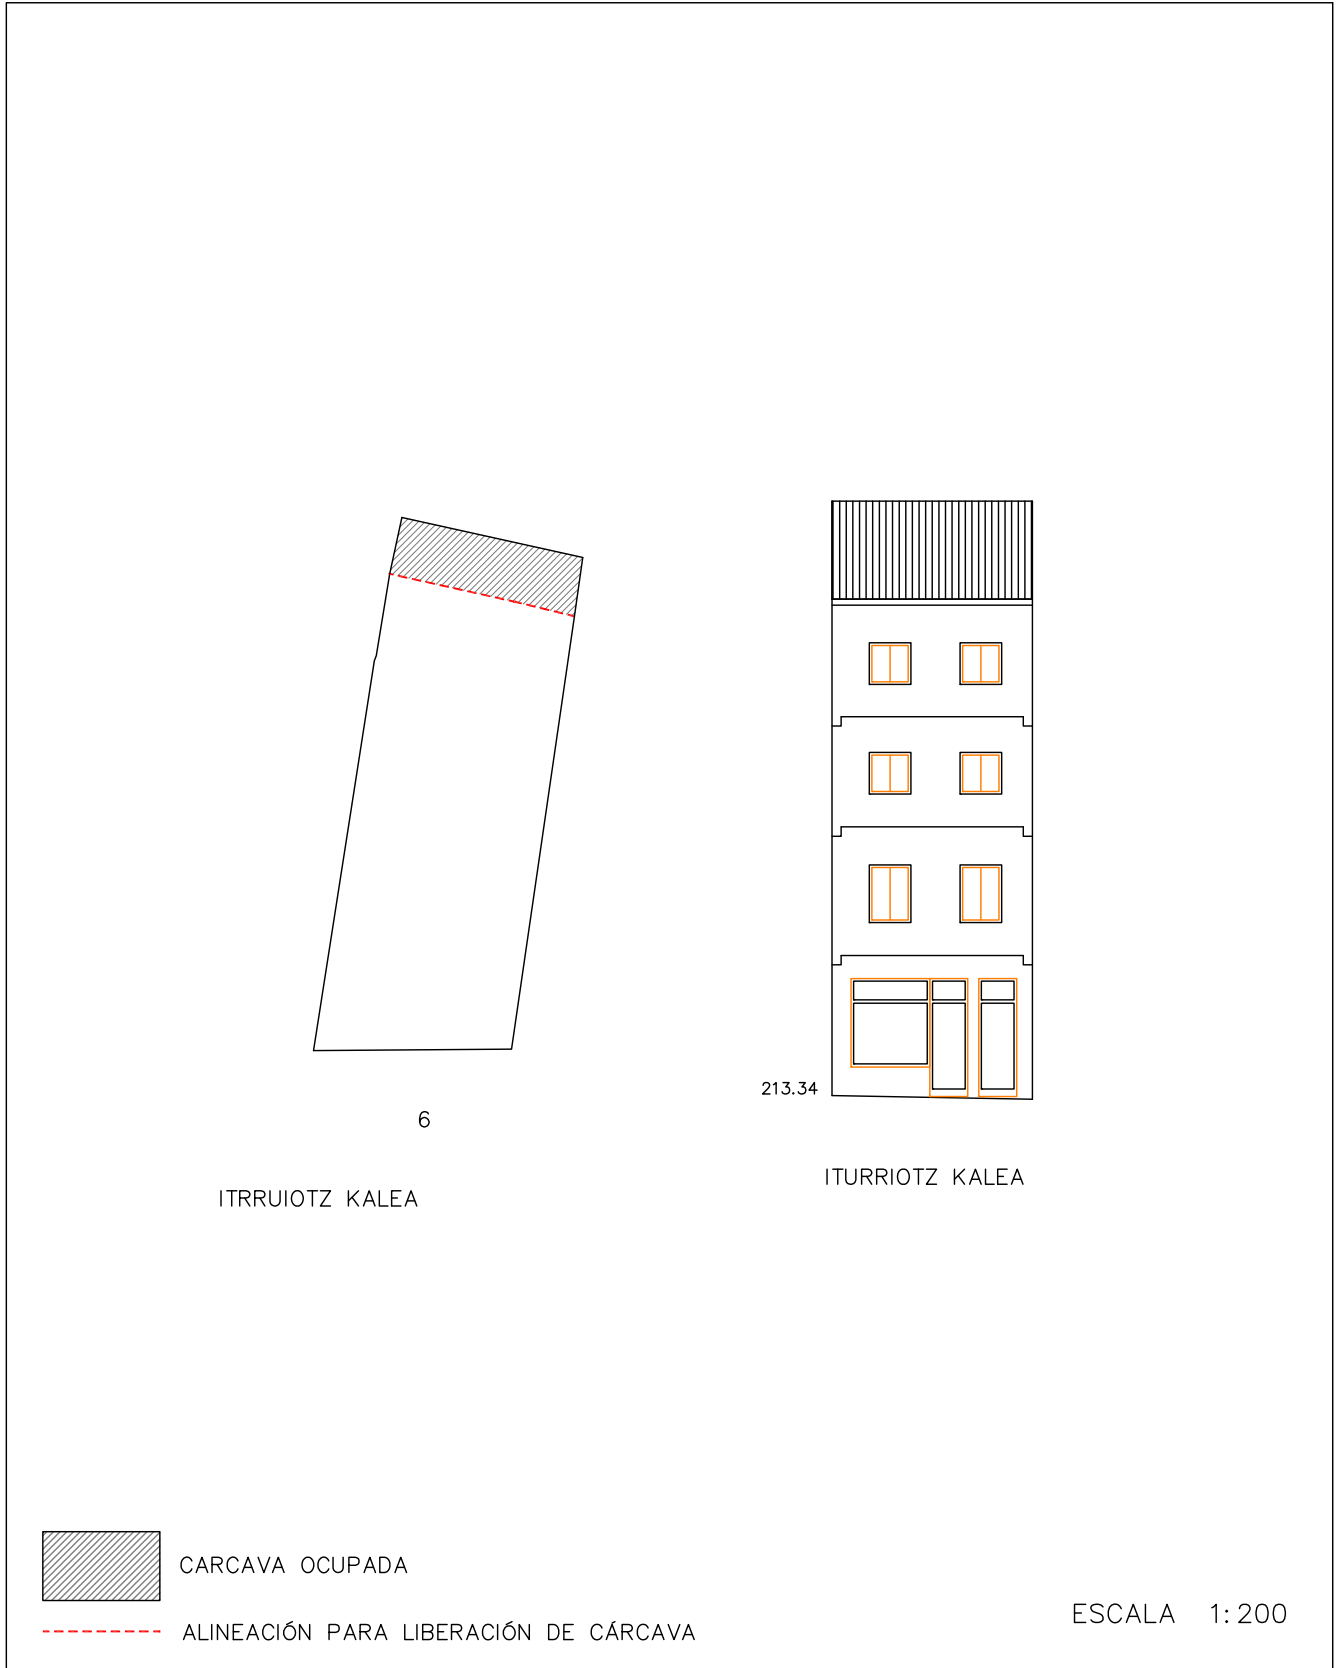 213.34
6
ITURRIOTZ KALEA
ITRRUIOTZ KALEA
CARCAVA OCUPADA
ESCALA 1:200
ALINEACIÓN PARA LIBERACIÓN DE CÁRCAVA